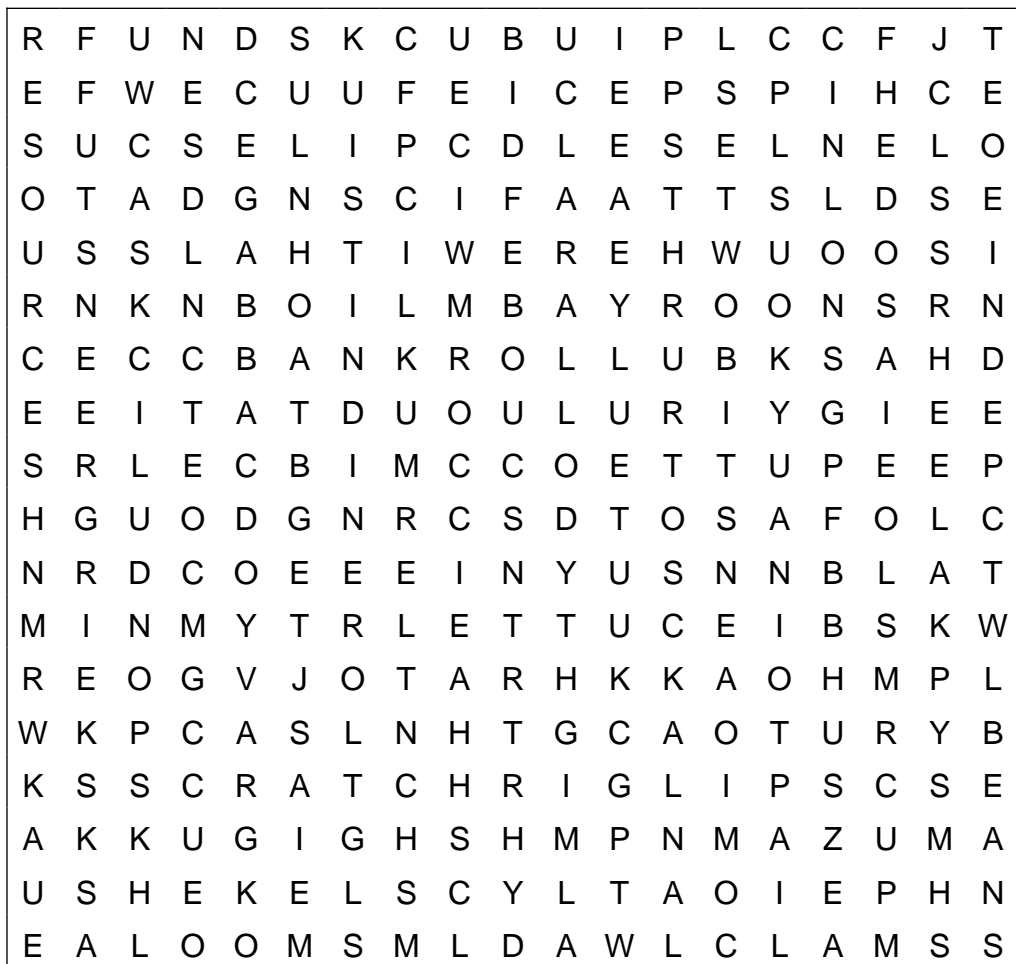 R F U N D S K C U B U I P L C C F J T
E F W E C U U F E I C E P S P I H C E
S U C S E L I P C D L E S E L N E L O
O T A D G N S C I F A A T T S L D S E
U S S L A H T I W E R E H W U O O S I
R N K N B O I L M B A Y R O O N S R N
C E C C B A N K R O L L U B K S A H D
E E I T A T D U O U L U R I Y G I E E
S R L E C B I M C C O E T T U P E E P
H G U O D G N R C S D T O S A F O L C
N R D C O E E E I N Y U S N N B L A T
M I N M Y T R L E T T U C E I B S K W
R E O G V J O T A R H K K A O H M P L
W K P C A S L N H T G C A O T U R Y B
K S S C R A T C H R I G L I P S C S E
A K K U G I G H S H M P N M A Z U M A
U S H E K E L S C Y L T A O I E P H N
E A L O O M S M L D A W L C L A M S S